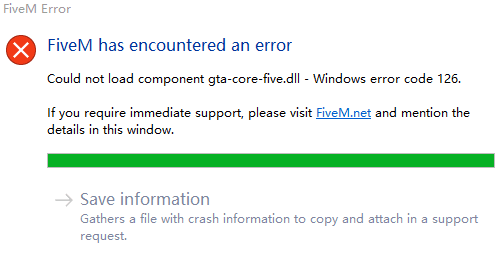 FiveM Error
FiveM has encountered an error
Could not load component gta-core-five.dll - Windows error code 126.
If you require immediate support, please visit FiveM.net and mention the
details in this window.
Save information
Gathers a file with crash information to copy and attach in a support
request.